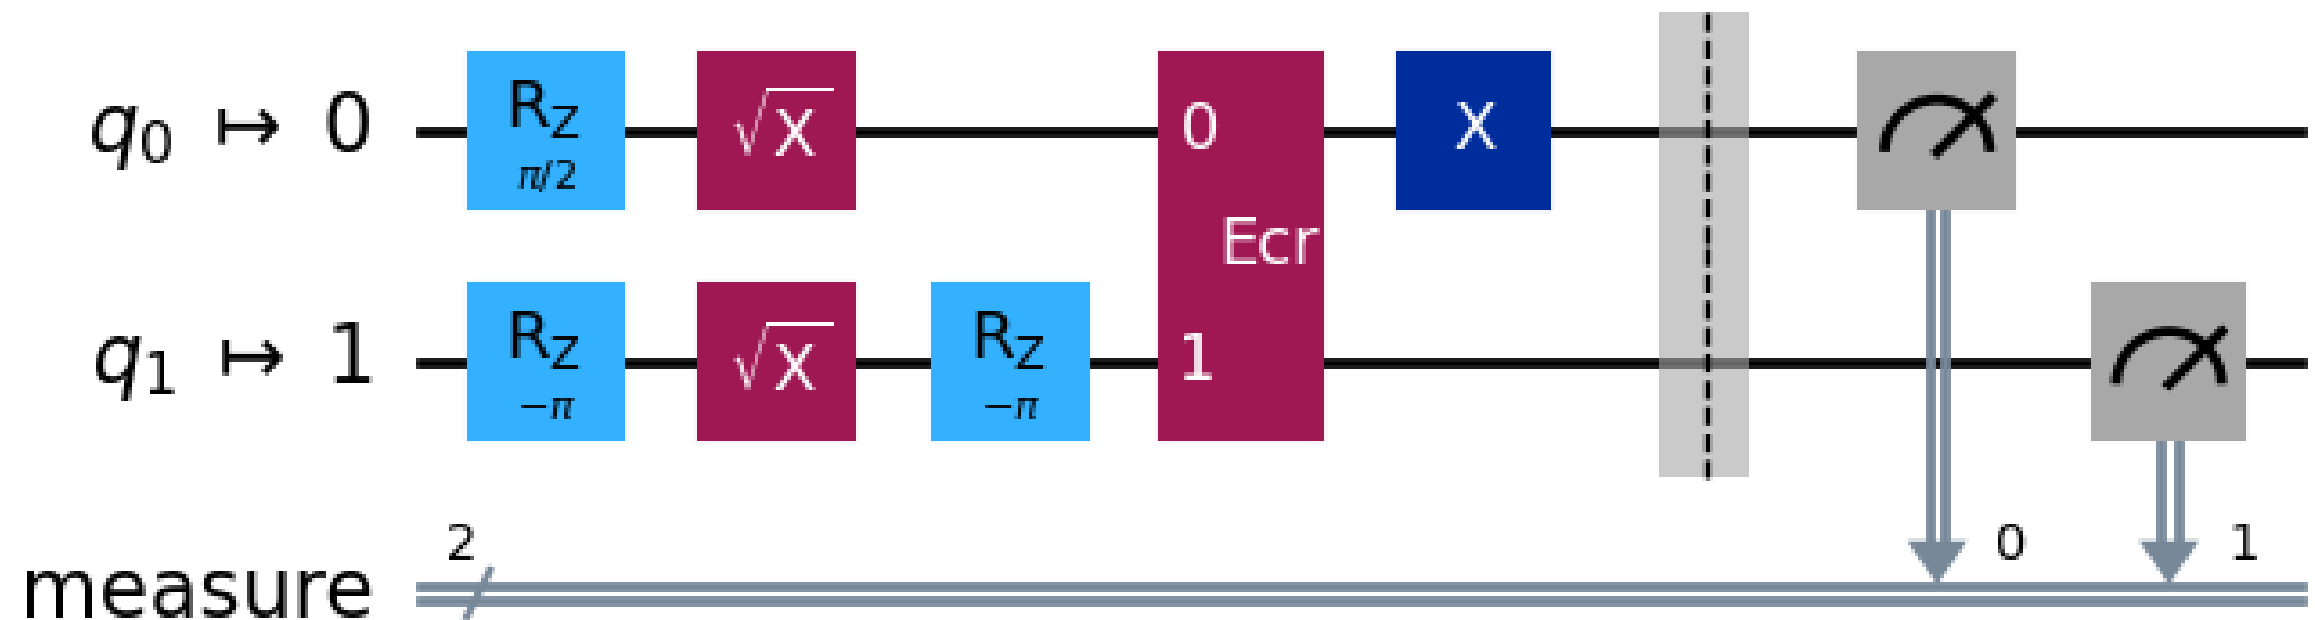 q0 ↦ 0 RZ π/2 √X 0 X
Ecr
q1 ↦ 1 RZ −π √X RZ −π 1
2 0 1
measure